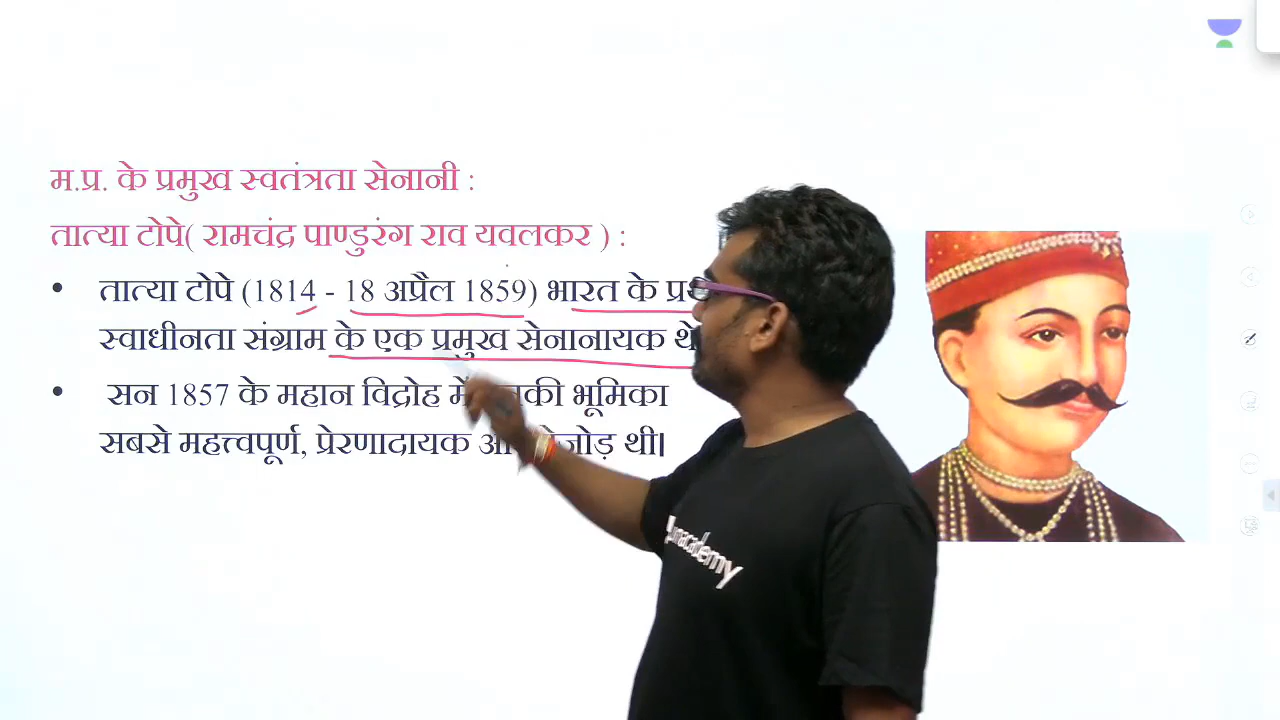 म.प्र. के प्रमुख स्वतंत्रता सेनानी :
तात्या टोपे( रामचंद्र पाण्डुरंग राव यवलकर ) :
• तात्या टोपे (1814 - 18 अप्रैल 1859) भारत के
स्वाधीनता संग्राम के एक प्रमुख सेनानायक थे
• सन 1857 के महान विद्रोह में भूमिका
सबसे महत्त्वपूर्ण, प्रेरणादायक थी।
unacademy